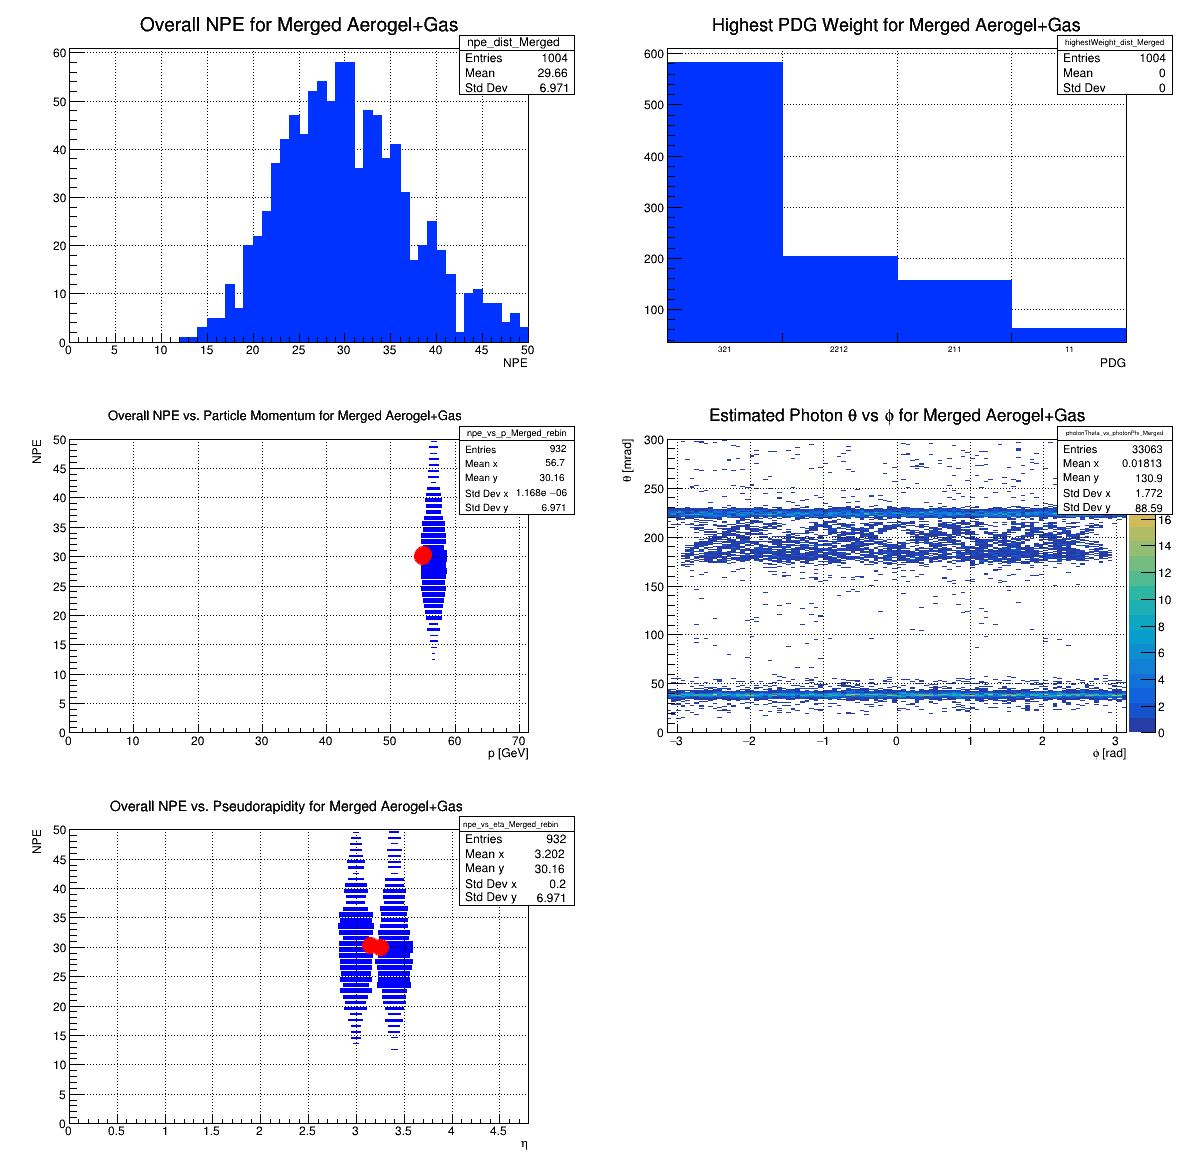 Overall NPE for Merged Aerogel+Gas
npe_dist_Merged
Entries 1004
Mean 29.66
Std Dev 6.971
60
50
40
30
20
10
0
0 5 10 15 20 25 30 35 40 45 50
NPE
Highest PDG Weight for Merged Aerogel+Gas
highestWeight_dist_Merged
Entries 1004
Mean 0
Std Dev 0
600
500
400
300
200
100
321 2212 211 11
PDG
Overall NPE vs. Particle Momentum for Merged Aerogel+Gas
npe_vs_p_Merged_rebin
Entries 932
Mean x 56.7
Mean y 30.16
Std Dev x 1.168e −06
Std Dev y 6.971
NPE
50
45
40
35
30
25
20
15
10
5
0
0 10 20 30 40 50 60 70
p [GeV]
Estimated Photon θ vs ϕ for Merged Aerogel+Gas
photonTheta_vs_photonPhi_Merged
Entries 33063
Mean x 0.01813
Mean y 130.9
Std Dev x 1.772
Std Dev y 88.59
θ [mrad]
300
250
200
150
100
50
0
−3 −2 −1 0 1 2 3
ϕ [rad]
16
14
12
10
8
6
4
2
0
Overall NPE vs. Pseudorapidity for Merged Aerogel+Gas
npe_vs_eta_Merged_rebin
Entries 932
Mean x 3.202
Mean y 30.16
Std Dev x 0.2
Std Dev y 6.971
NPE
50
45
40
35
30
25
20
15
10
5
0
0 0.5 1 1.5 2 2.5 3 3.5 4 4.5
η